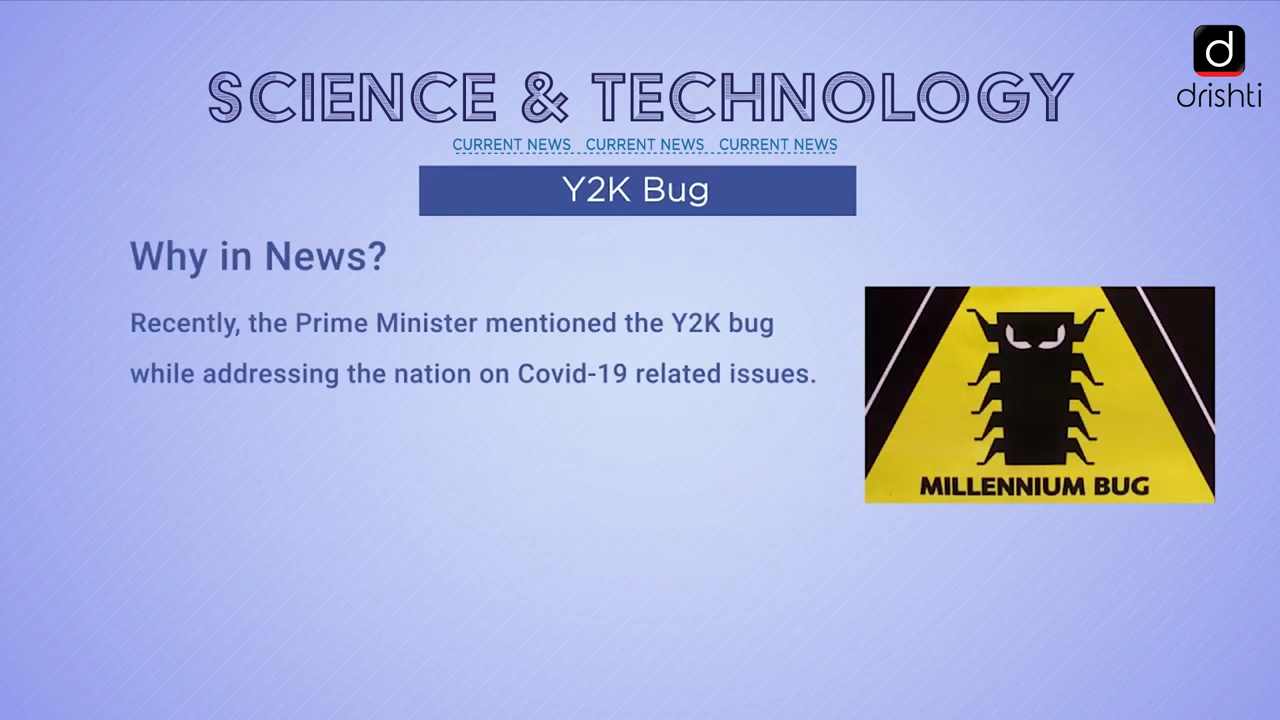 SCIENCE & TECHNOLOGY
d
drishti
CURRENT NEWS CURRENT NEWS CURRENT NEWS
Y2K Bug
Why in News?
Recently, the Prime Minister mentioned the Y2K bug
while addressing the nation on Covid-19 related issues.
MILLENNIUM BUG